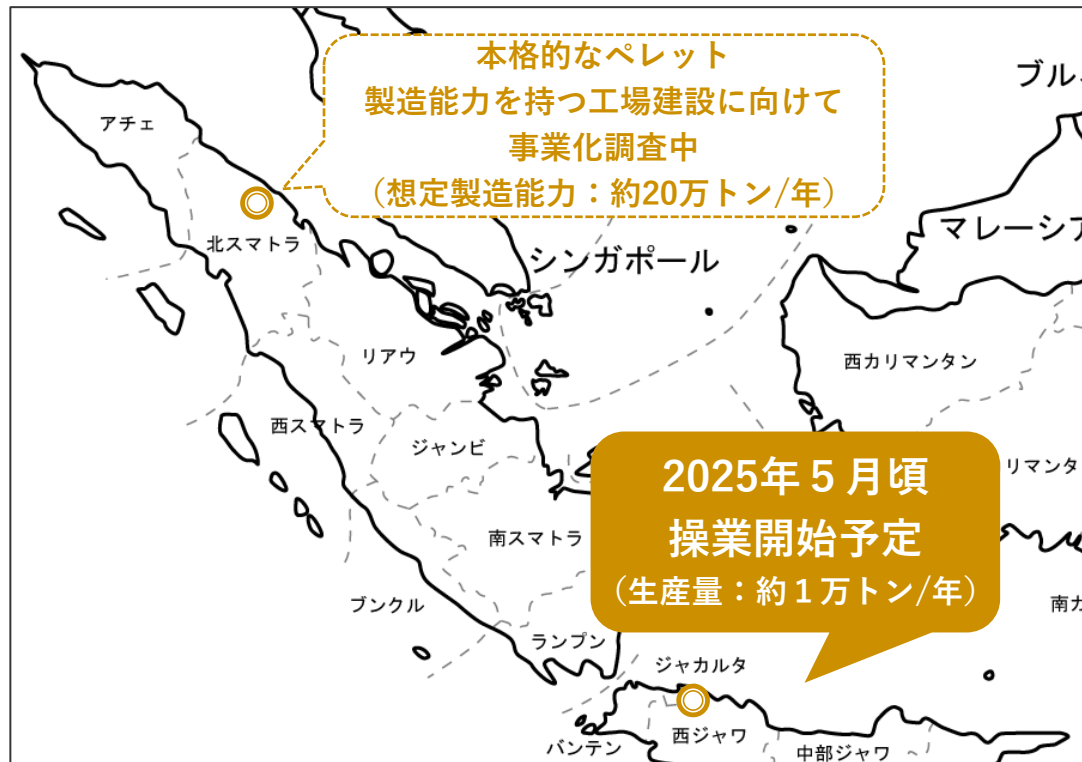 本格的なペレット
製造能力を持つ工場建設に向けて
事業化調査中
（想定製造能力：約20万トン/年）
ブル
アチェ
北スマトラ
シンガポール
マレーシア
リアウ
西カリマンタン
西スマトラ
ジャンビ
2025年５月頃
操業開始予定
（生産量：約１万トン/年）
リマンタ
南スマトラ
ブンクル
南カ
ランプン
ジャカルタ
バンテン
西ジャワ
中部ジャワ